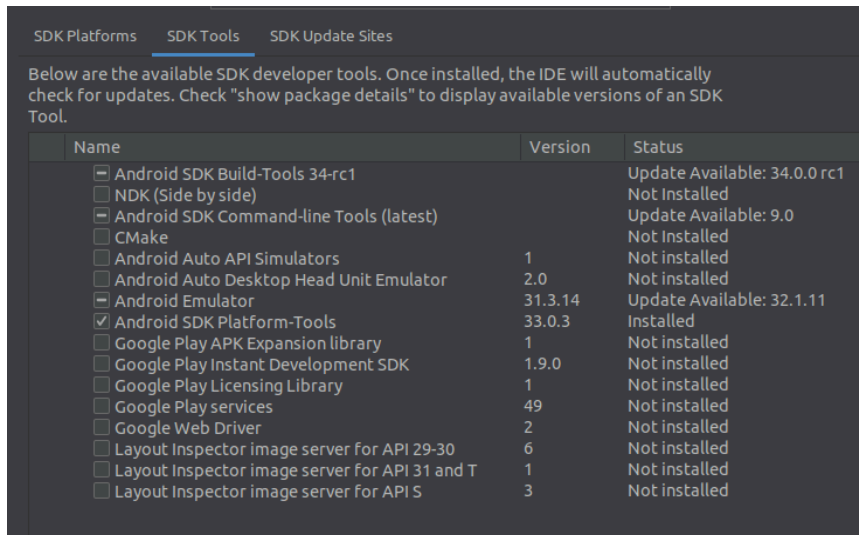 SDK Platforms SDK Tools SDK Update Sites
Below are the available SDK developer tools. Once installed, the IDE will automatically
check for updates. Check "show package details" to display available versions of an SDK
Tool.
Name Version Status
Android SDK Build-Tools 34-rc1 Update Available: 34.0.0 rc1
NDK (Side by side) Not Installed
Android SDK Command-line Tools (latest) Update Available: 9.0
CMake Not Installed
Android Auto API Simulators 1 Not installed
Android Auto Desktop Head Unit Emulator 2.0 Not installed
Android Emulator 31.3.14 Update Available: 32.1.11
Android SDK Platform-Tools 33.0.3 Installed
Google Play APK Expansion library 1 Not installed
Google Play Instant Development SDK 1.9.0 Not installed
Google Play Licensing Library 1 Not installed
Google Play services 49 Not installed
Google Web Driver 2 Not installed
Layout Inspector image server for API 29-30 6 Not installed
Layout Inspector image server for API 31 and T 1 Not installed
Layout Inspector image server for API S 3 Not installed